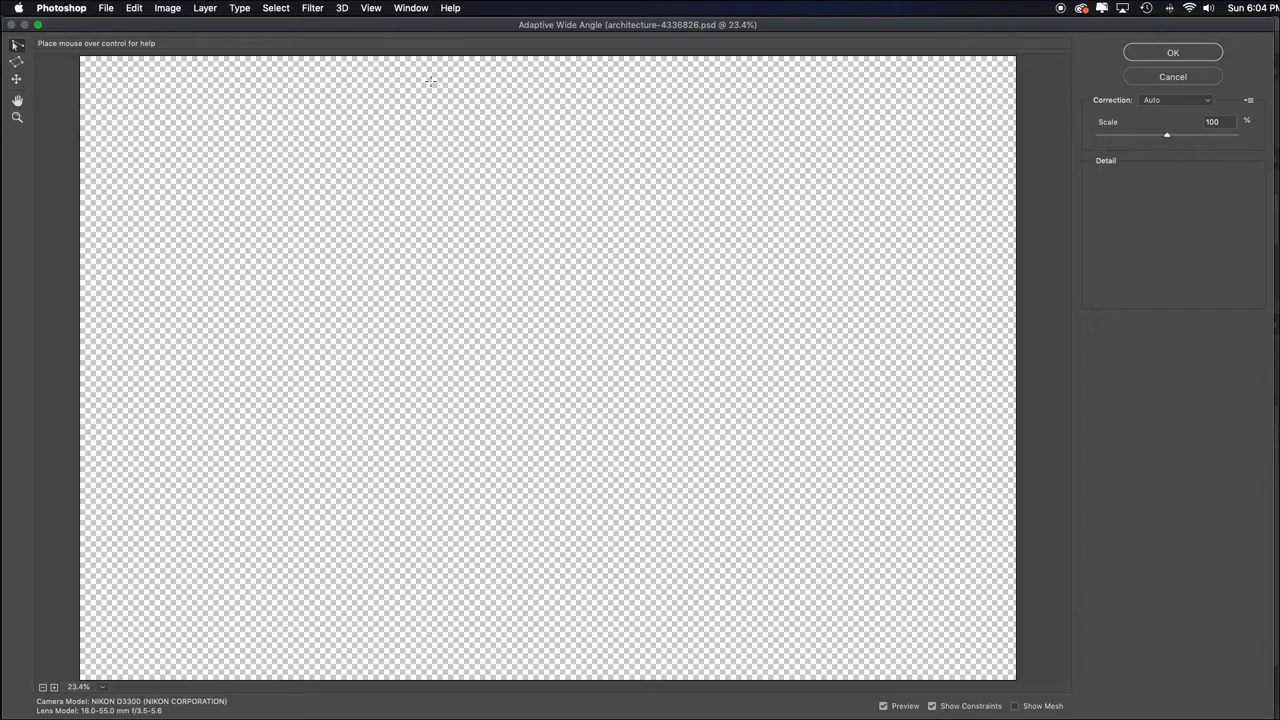 Photoshop File Edit Image Layer Type Select Filter 3D View Window Help Sun 6:04 PM
Adaptive Wide Angle (architecture-4336826.psd @ 23.4%)
Place mouse over control for help
OK
Cancel
Correction: Auto
Scale 100 %
Detail
23.4%
Camera Model: NIKON D3300 (NIKON CORPORATION)
Lens Model: 18.0-55.0 mm f/3.5-5.6
Preview Show Constraints Show Mesh